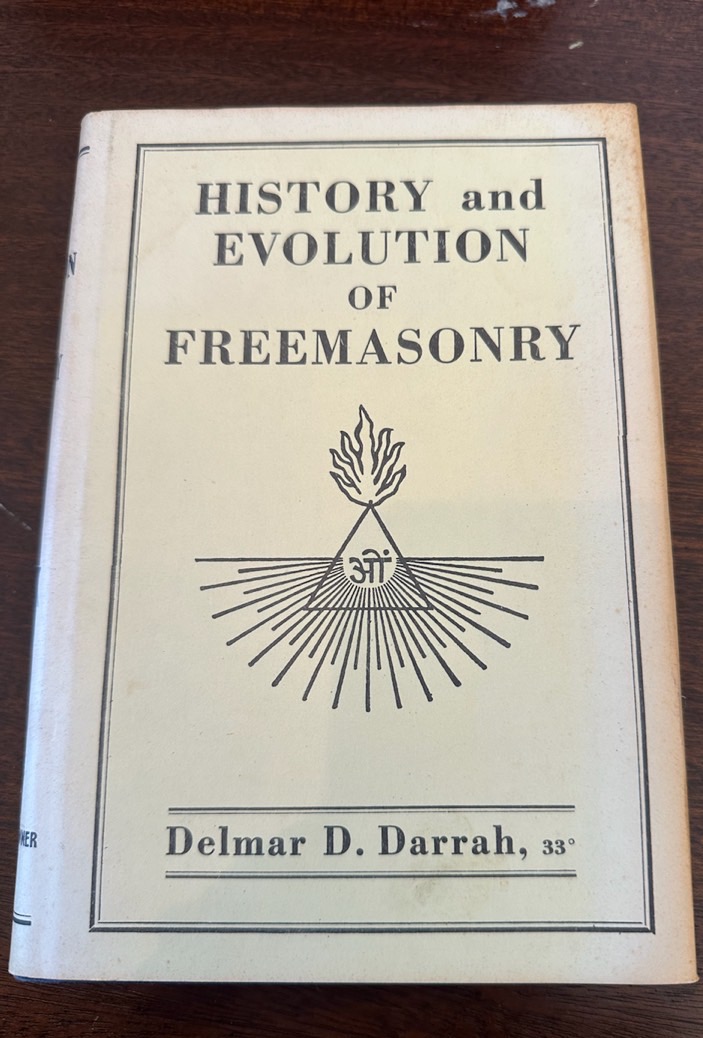 HISTORY and
EVOLUTION
OF
FREEMASONRY
ओं
Delmar D. Darrah, 33°